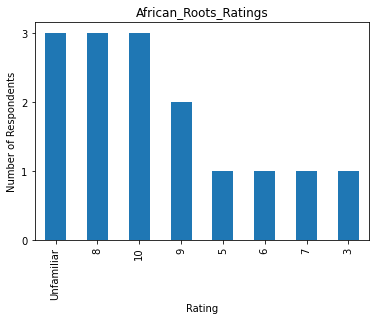 African_Roots_Ratings
Number of Respondents
3
2
1
0
Unfamiliar
8
10
9
5
6
7
3
Rating